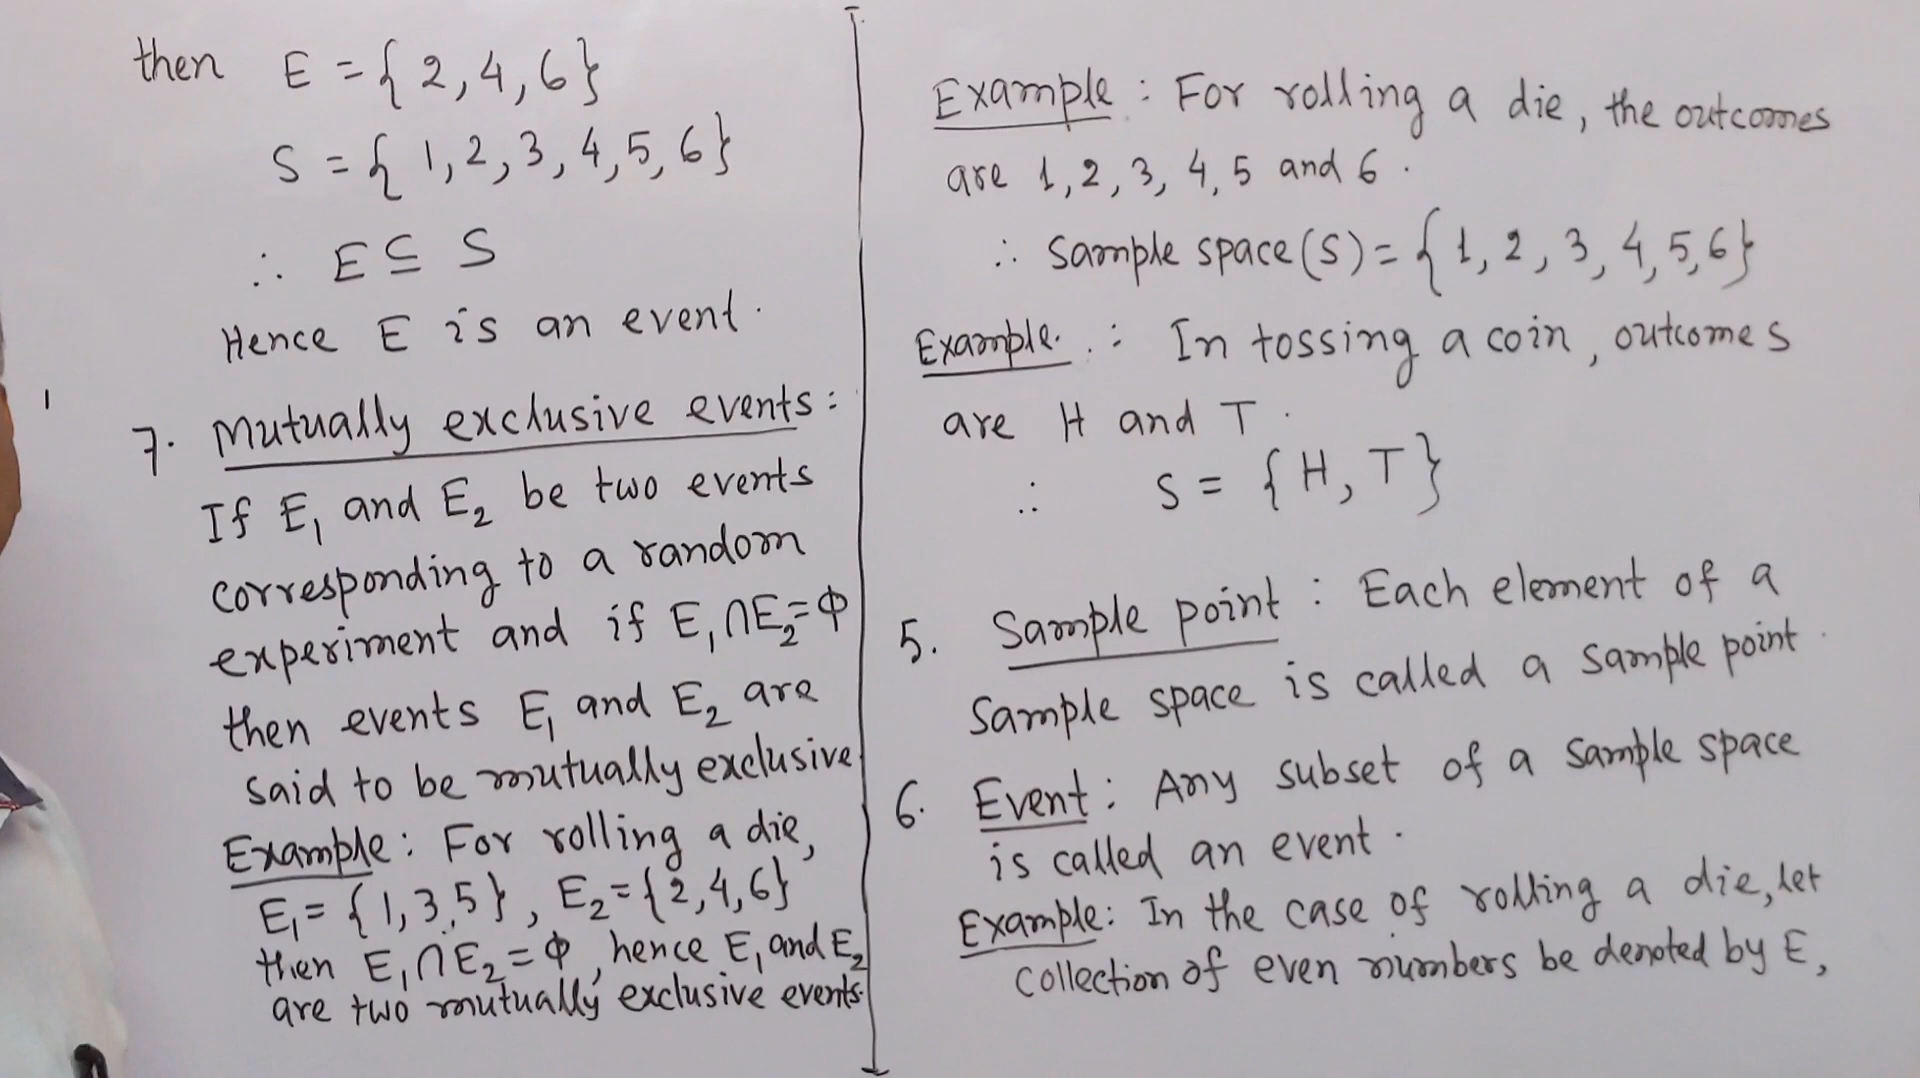 then E = { 2, 4, 6}
S = { 1, 2, 3, 4, 5, 6}
∴ E ⊆ S
Hence E is an event.
7. Mutually exclusive events:
If E₁ and E₂ be two events
corresponding to a random
experiment and if E₁∩E₂=ϕ
then events E₁ and E₂ are
said to be mutually exclusive
Example: For rolling a die,
E₁= {1,3,5}, E₂={2,4,6}
then E₁∩E₂=ϕ, hence E₁ and E₂
are two mutually exclusive events.
Example: For rolling a die, the outcomes
are 1, 2, 3, 4, 5 and 6.
∴ Sample space (S) = { 1, 2, 3, 4, 5, 6}
Example. : In tossing a coin, outcomes
are H and T.
∴ S = {H, T}
5. Sample point : Each element of a
Sample space is called a sample point.
6. Event: Any subset of a sample space
is called an event.
Example: In the case of rolling a die, let
collection of even numbers be denoted by E,